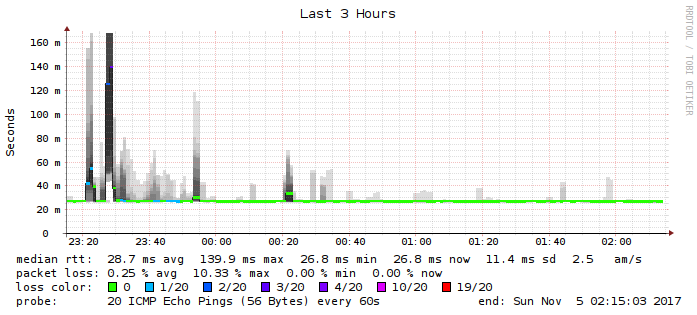 Last 3 Hours
RRDTOOL / TOBI OETIKER
Seconds
160 m
140 m
120 m
100 m
80 m
60 m
40 m
20 m
0
23:20 23:40 00:00 00:20 00:40 01:00 01:20 01:40 02:00
median rtt: 28.7 ms avg 139.9 ms max 26.8 ms min 26.8 ms now 11.4 ms sd 2.5 am/s
packet loss: 0.25 % avg 10.33 % max 0.00 % min 0.00 % now
loss color: 0 1/20 2/20 3/20 4/20 10/20 19/20
probe: 20 ICMP Echo Pings (56 Bytes) every 60s end: Sun Nov 5 02:15:03 2017